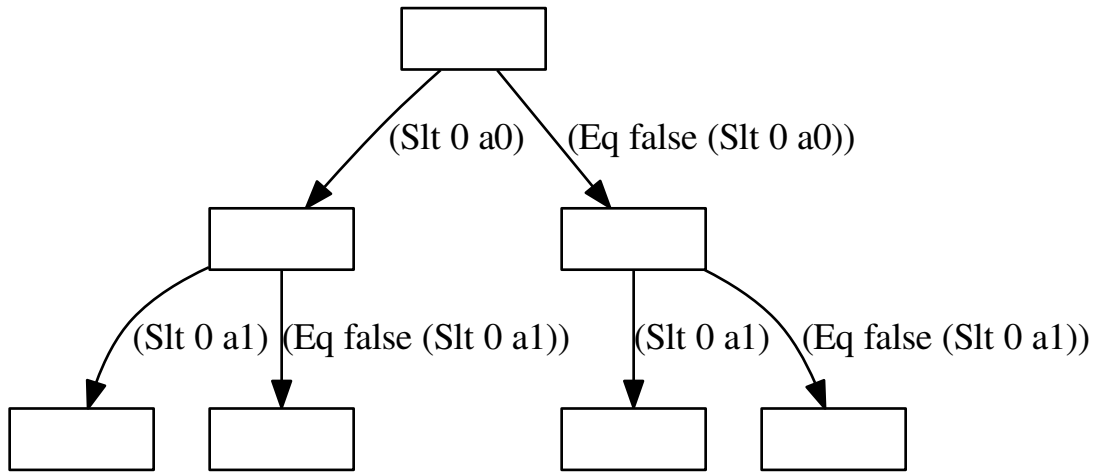 (Slt 0 a0)
(Eq false (Slt 0 a0))
(Slt 0 a1)
(Eq false (Slt 0 a1))
(Slt 0 a1)
(Eq false (Slt 0 a1))